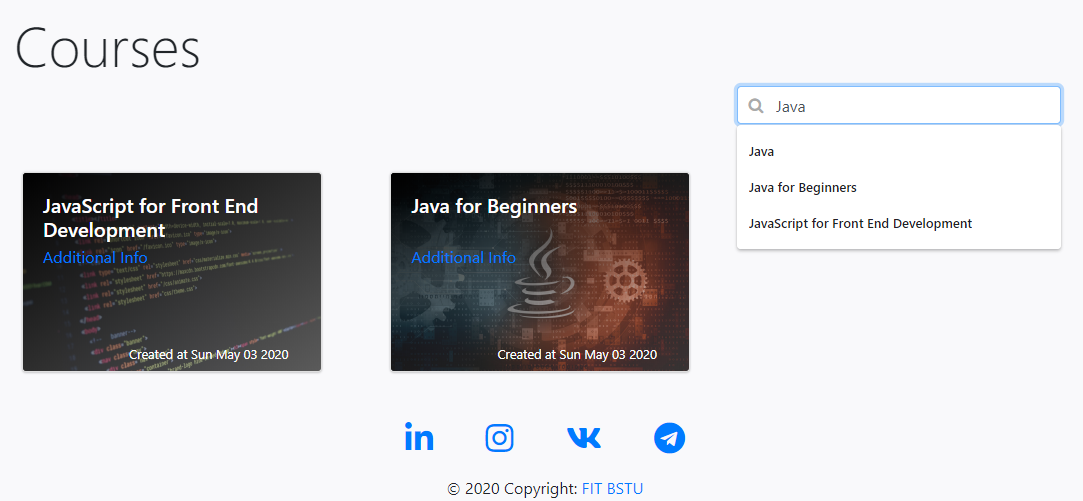 Courses
Java
Java
Java for Beginners
JavaScript for Front End Development
JavaScript for Front End
Development
Additional Info
Created at Sun May 03 2020
Java for Beginners
Additional Info
Created at Sun May 03 2020
© 2020 Copyright: FIT BSTU